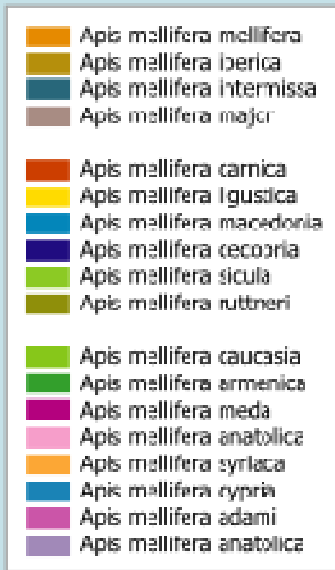 Apis mellifera mellifera
Apis mellifera iberica
Apis mellifera intermissa
Apis mellifera major
Apis mellifera carnica
Apis mellifera ligustica
Apis mellifera macedonia
Apis mellifera cecopria
Apis mellifera sicula
Apis mellifera ruttneri
Apis mellifera caucasia
Apis mellifera armenica
Apis mellifera meda
Apis mellifera anatolica
Apis mellifera syriaca
Apis mellifera cypria
Apis mellifera adami
Apis mellifera anatolica